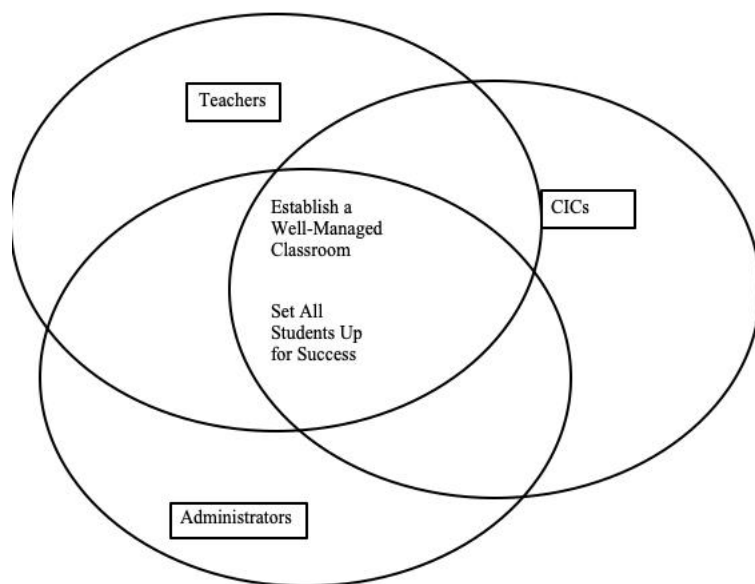 Teachers
Establish a
Well-Managed
Classroom
CICs
Set All
Students Up
for Success
Administrators